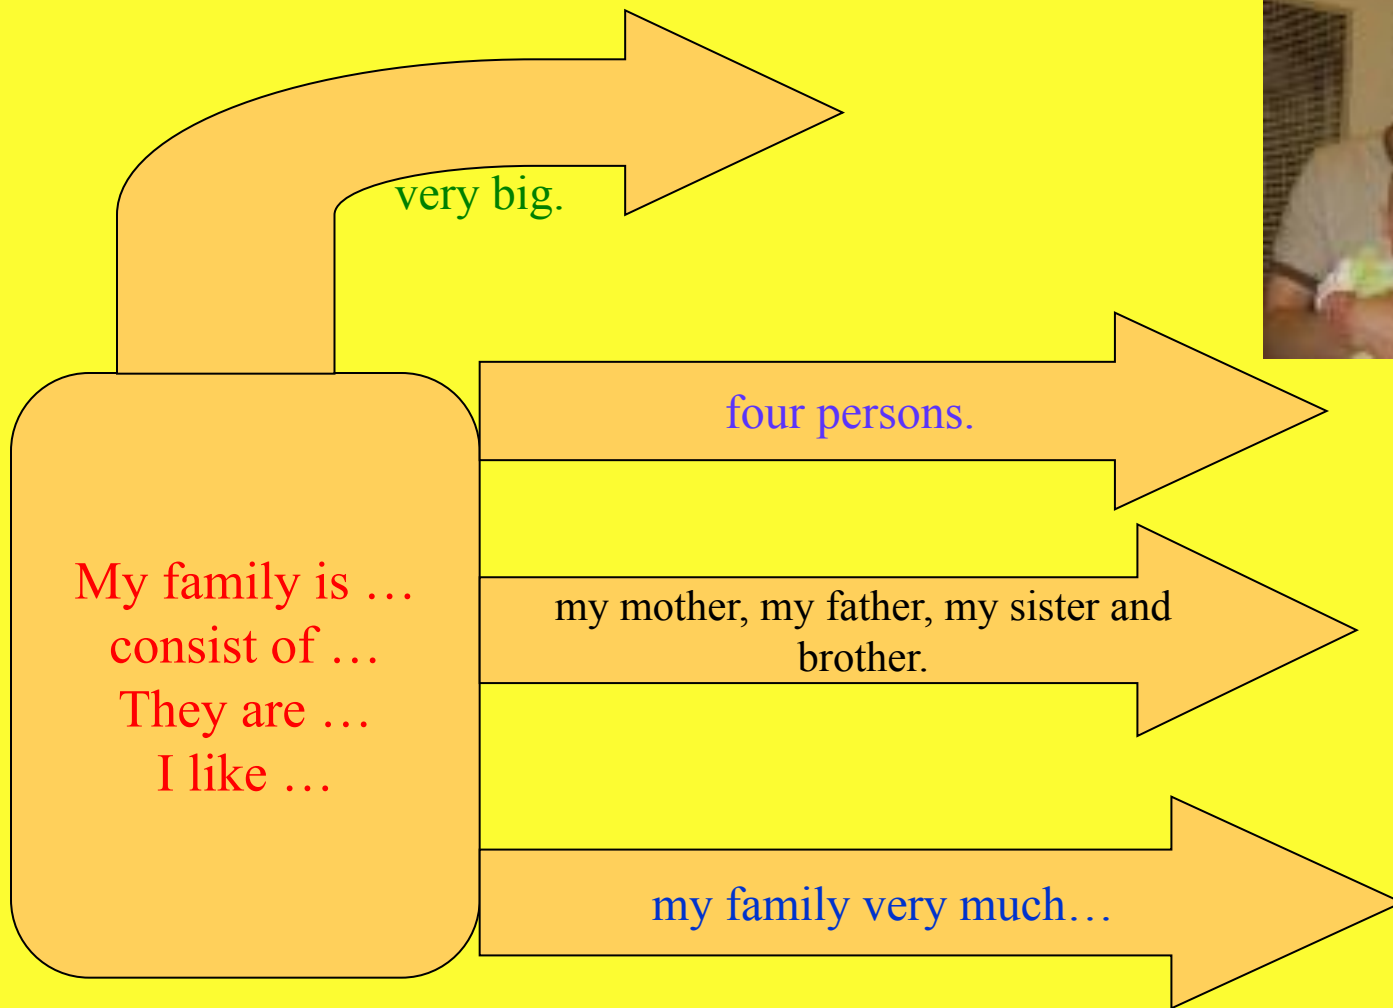 very big.
four persons.
my mother, my father, my sister and
brother.
My family is …
consist of …
They are …
I like …
my family very much…